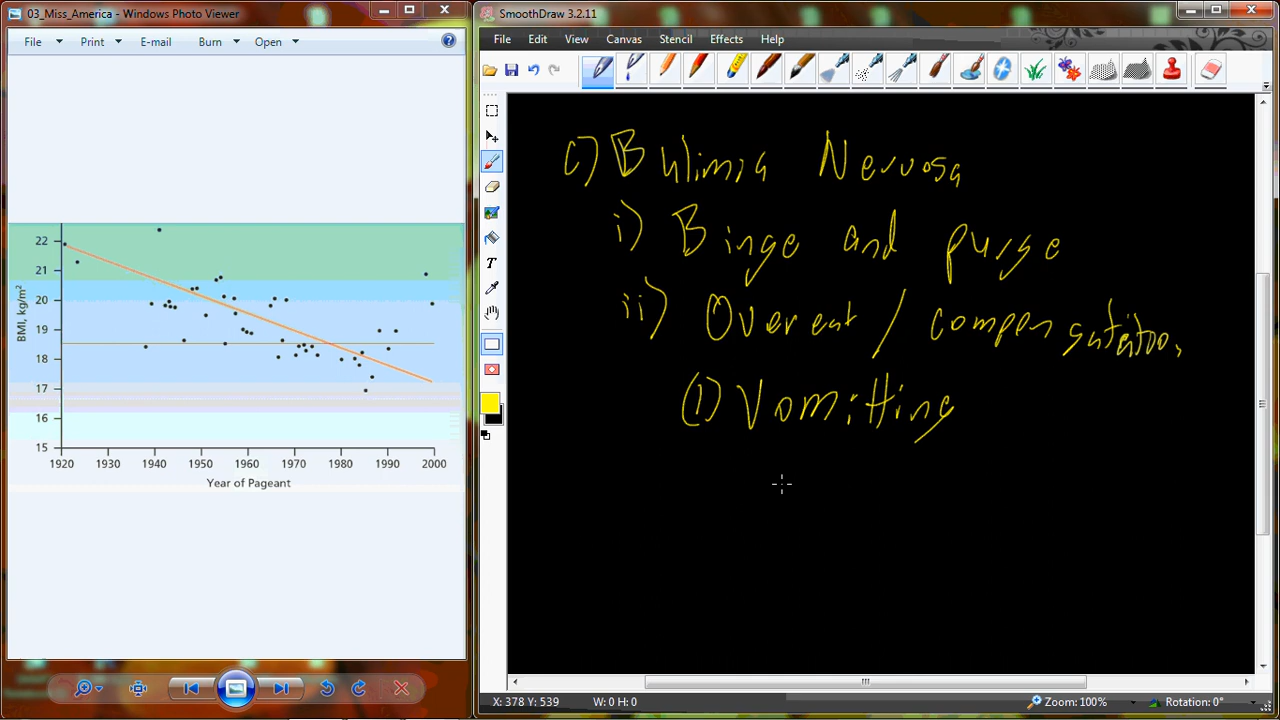 03_Miss_America - Windows Photo Viewer
File Print E-mail Burn Open
BMI, kg/m²
22
21
20
19
18
17
16
15
1920 1930 1940 1950 1960 1970 1980 1990 2000
Year of Pageant
SmoothDraw 3.2.11
File Edit View Tools Canvas Stencil Effects Help
c) Bulimia Nervosa
i) Binge and purge
ii) Overeat / compensatation
(1) Vomitting
X: 378 Y: 539 W: 0 H: 0 Zoom: 100% Rotation: 0°